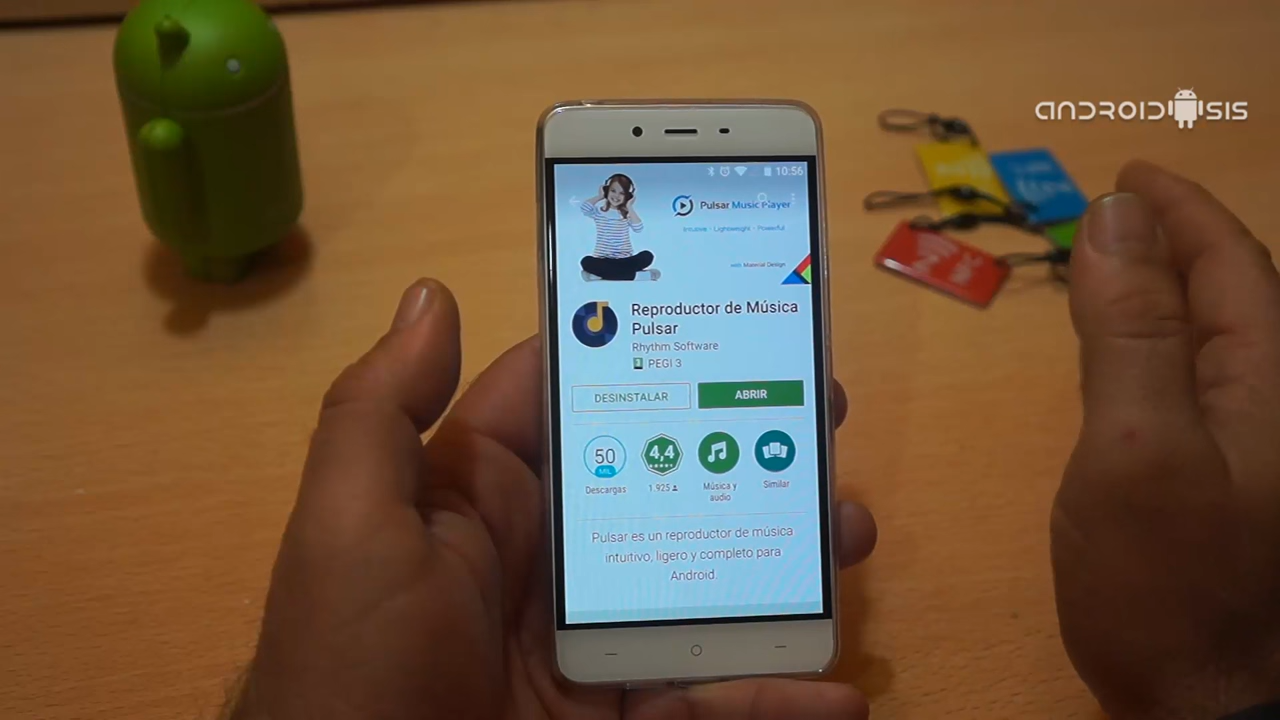 ANDROIDSIS
10:56
Pulsar Music Player
Intuitive - Lightweight - Powerful
with Material Design
Reproductor de Música
Pulsar
Rhythm Software
3 PEGI 3
DESINSTALAR
ABRIR
50
MIL
4,4
Descargas
1.925
Música y
audio
Similar
Pulsar es un reproductor de música
intuitivo, ligero y completo para
Android.